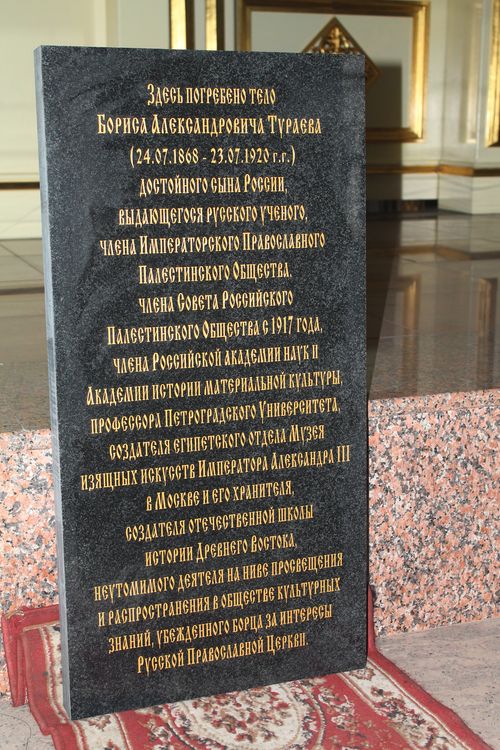 Здесь погребено тело
Бориса Александровича Тураева
(24.07.1868 - 23.07.1920 г.г.)
достойного сына России,
выдающегося русского ученого,
члена Императорского Православного
Палестинского Общества,
члена Совета Российского
Палестинского Общества с 1917 года,
члена Российской академии наук и
Академии истории материальной культуры,
профессора Петроградского Университета,
создателя египетского отдела Музея
изящных искусств Императора Александра III
в Москве и его хранителя,
создателя отечественной школы
истории Древнего Востока,
неутомимого деятеля на ниве просвещения
и распространения в обществе культурных
знаний, убежденного борца за интересы
Русской Православной Церкви.